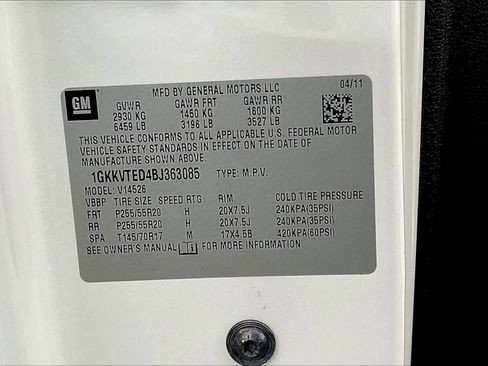 MFD BY GENERAL MOTORS LLC 04/11
GM GVWR GAWR FRT GAWR RR
2930 KG 1450 KG 1600 KG
6459 LB 3196 LB 3527 LB
THIS VEHICLE CONFORMS TO ALL APPLICABLE U.S. FEDERAL MOTOR
VEHICLE SAFETY STANDARDS IN EFFECT ON THE DATE OF MANUFACTURE
SHOWN ABOVE.
1GKKVTED4BJ363085 TYPE: M.P.V.
MODEL: V14526
VBBP TIRE SIZE SPEED RTG RIM COLD TIRE PRESSURE
FRT P255/55R20 H 20X7.5J 240KPA(35PSI)
RR P255/55R20 H 20X7.5J 240KPA(35PSI)
SPA T145/70R17 M 17X4.5B 420KPA(60PSI)
SEE OWNER'S MANUAL FOR MORE INFORMATION.